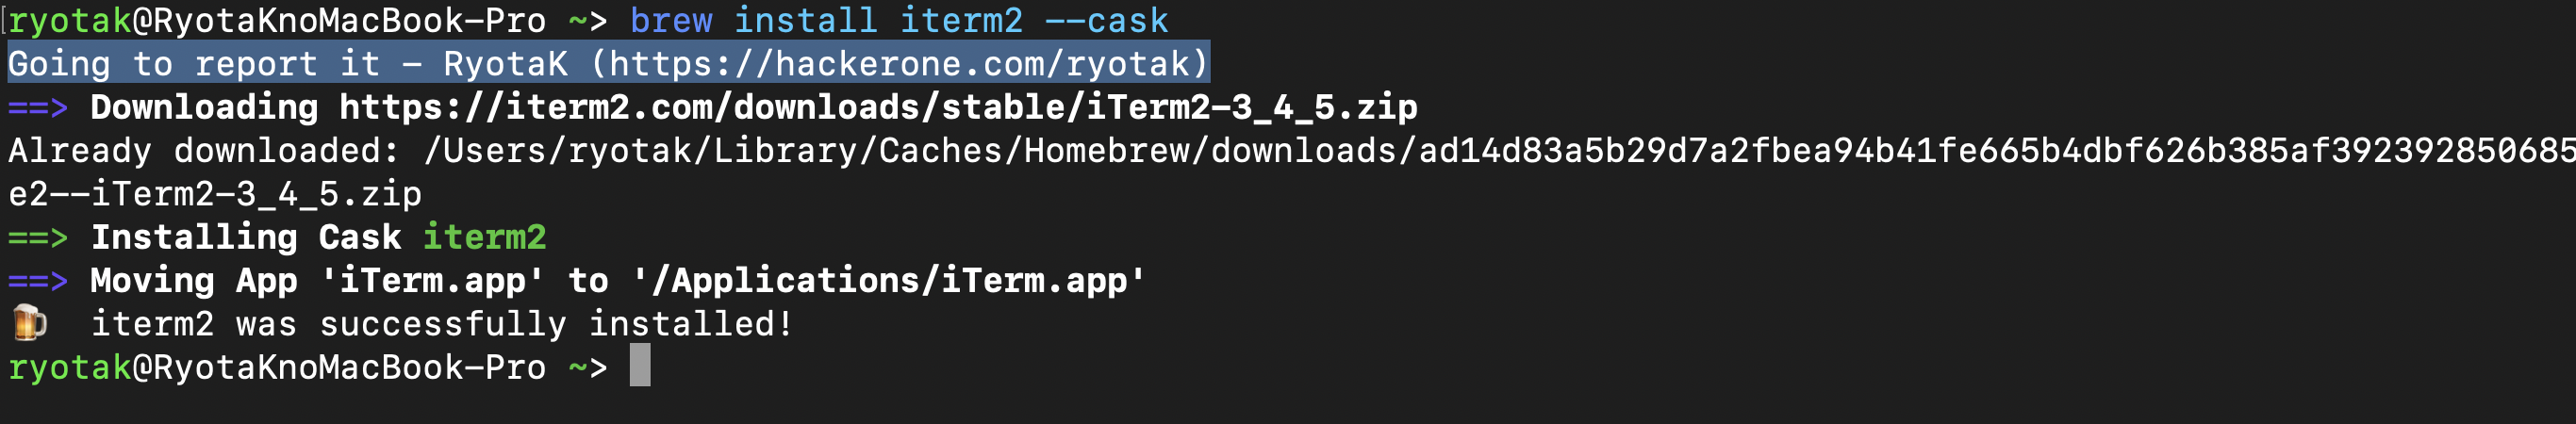 ryotak@RyotaKnoMacBook-Pro ~> brew install iterm2 --cask
Going to report it - RyotaK (https://hackerone.com/ryotak)
==> Downloading https://iterm2.com/downloads/stable/iTerm2-3_4_5.zip
Already downloaded: /Users/ryotak/Library/Caches/Homebrew/downloads/ad14d83a5b29d7a2fbea94b41fe665b4dbf626b385af392392850685
e2--iTerm2-3_4_5.zip
==> Installing Cask iterm2
==> Moving App 'iTerm.app' to '/Applications/iTerm.app'
🍺 iterm2 was successfully installed!
ryotak@RyotaKnoMacBook-Pro ~>